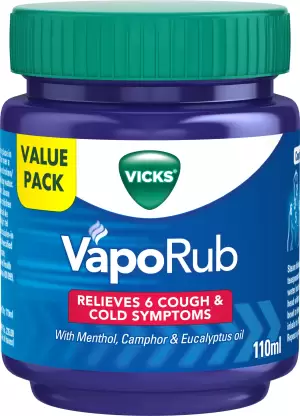 VALUE
PACK
VICKS®
VapoRub
RELIEVES 6 COUGH &
COLD SYMPTOMS
With Menthol, Camphor & Eucalyptus oil
110ml